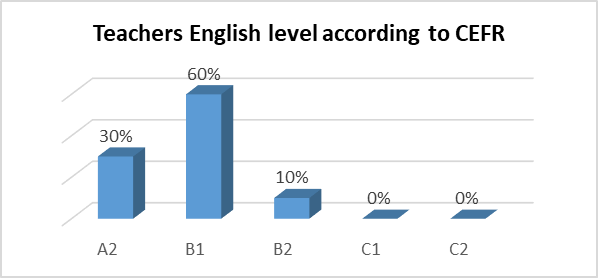 Teachers English level according to CEFR
60%
30%
10%
0% 0%
A2 B1 B2 C1 C2